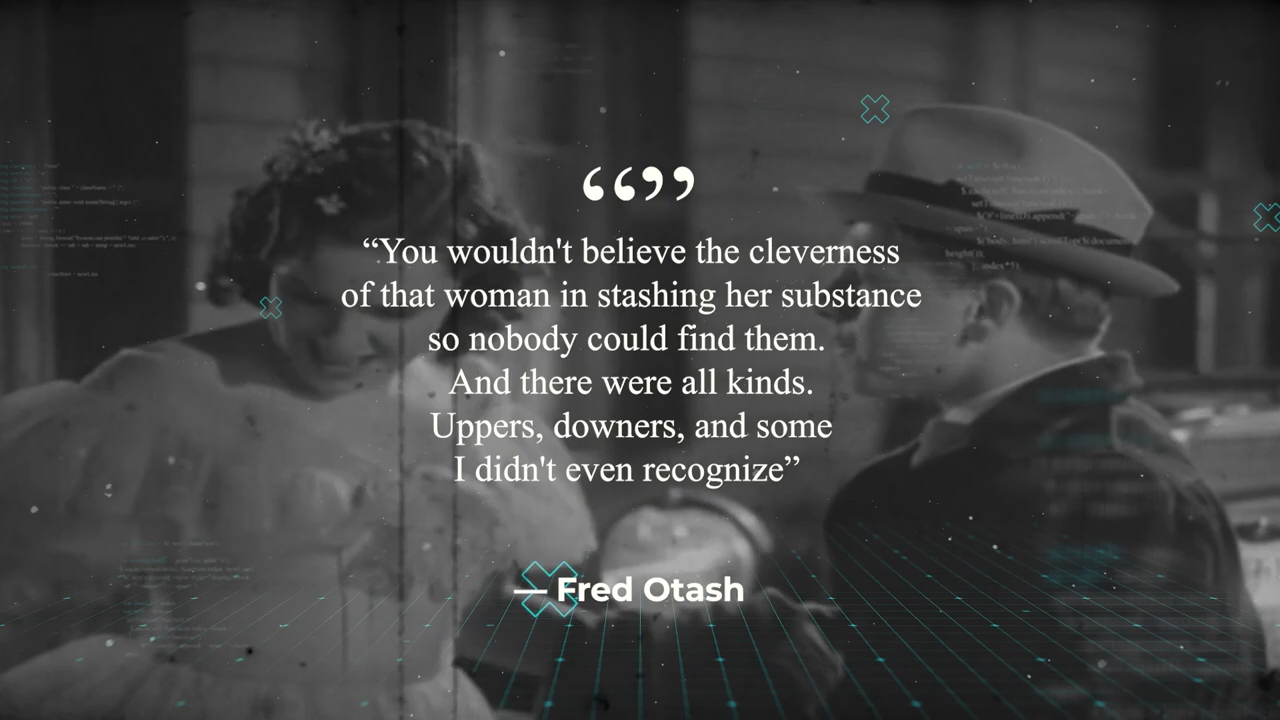 “You wouldn't believe the cleverness
of that woman in stashing her substance
so nobody could find them.
And there were all kinds.
Uppers, downers, and some
I didn't even recognize”
— Fred Otash